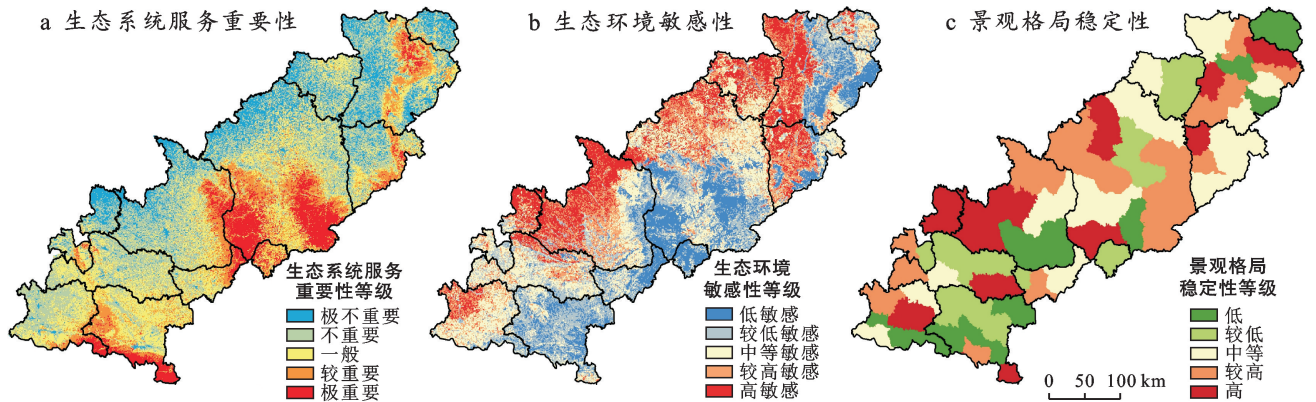 a 生态系统服务重要性
b 生态环境敏感性
c 景观格局稳定性
生态系统服务
重要性等级
极不重要
不重要
一般
较重要
极重要
生态环境
敏感性等级
低敏感
较低敏感
中等敏感
较高敏感
高敏感
景观格局
稳定性等级
低
较低
中等
较高
高
0 50 100 km